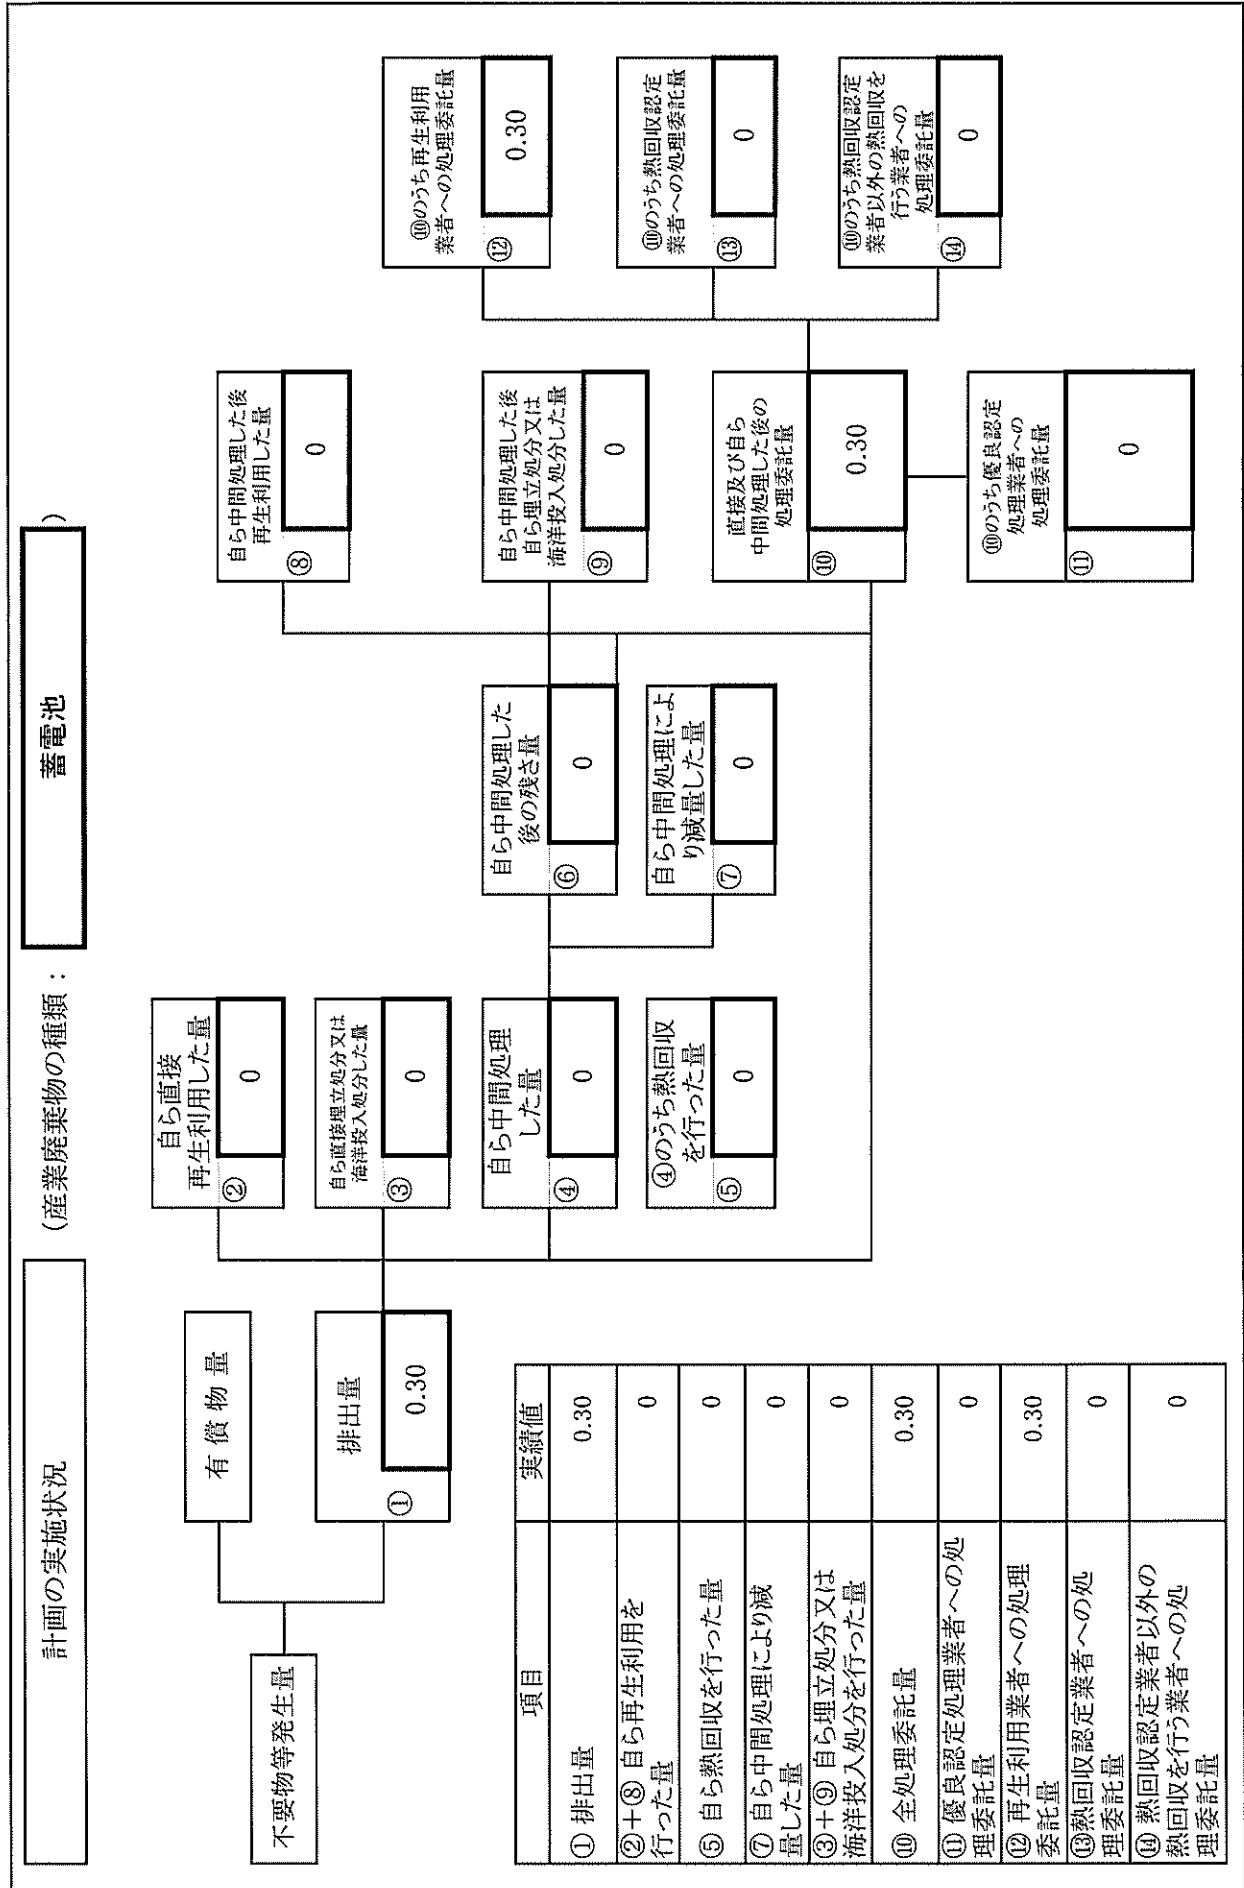 計画の実施状況
(産業廃棄物の種類：
蓄電池
)
不要物等発生量
有償物量
排出量
①
0.30
自ら直接
再生利用した量
②
0
自ら直接埋立処分又は
海洋投入処分した量
③
0
自ら中間処理
した量
④
0
④のうち熱回収
を行った量
⑤
0
自ら中間処理した
後の残さ量
⑥
0
自ら中間処理によ
り減量した量
⑦
0
自ら中間処理した後
再生利用した量
⑧
0
自ら中間処理した後
自ら埋立処分又は
海洋投入処分した量
⑨
0
直接及び自ら
中間処理した後の
処理委託量
⑩
0.30
⑩のうち優良認定
処理業者への
処理委託量
⑪
0
⑩のうち再生利用
業者への処理委託量
⑫
0.30
⑩のうち熱回収認定
業者への処理委託量
⑬
0
⑩のうち熱回収認定
業者以外の熱回収を
行う業者への
処理委託量
⑭
0
項目 実績値
① 排出量 0.30
②＋⑧ 自ら再生利用を
行った量 0
⑤ 自ら熱回収を行った量 0
⑦ 自ら中間処理により減
量した量 0
③＋⑨ 自ら埋立処分又は
海洋投入処分を行った量 0
⑩ 全処理委託量 0.30
⑪ 優良認定処理業者への処
理委託量 0
⑫ 再生利用業者への処理
委託量 0.30
⑬熱回収認定業者への処
理委託量 0
⑭ 熱回収認定業者以外の
熱回収を行う業者への処
理委託量 0